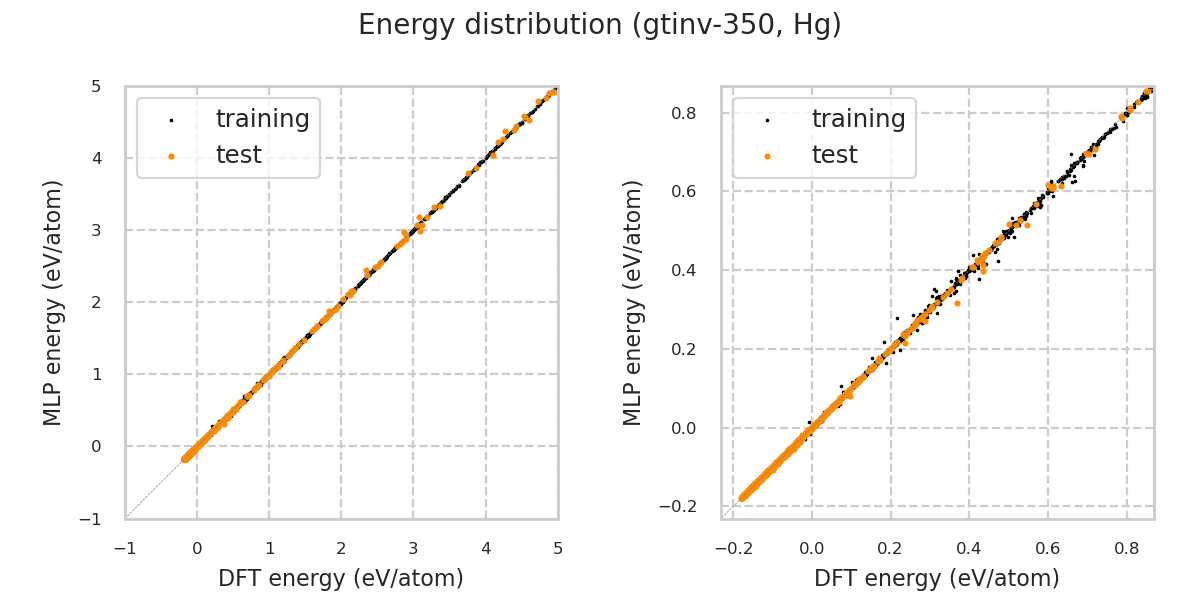 Energy distribution (gtinv-350, Hg)
training
test
5
4
3
2
1
0
−1
−1
0
1
2
3
4
5
DFT energy (eV/atom)
MLP energy (eV/atom)
training
test
0.8
0.6
0.4
0.2
0.0
−0.2
−0.2
0.0
0.2
0.4
0.6
0.8
DFT energy (eV/atom)
MLP energy (eV/atom)